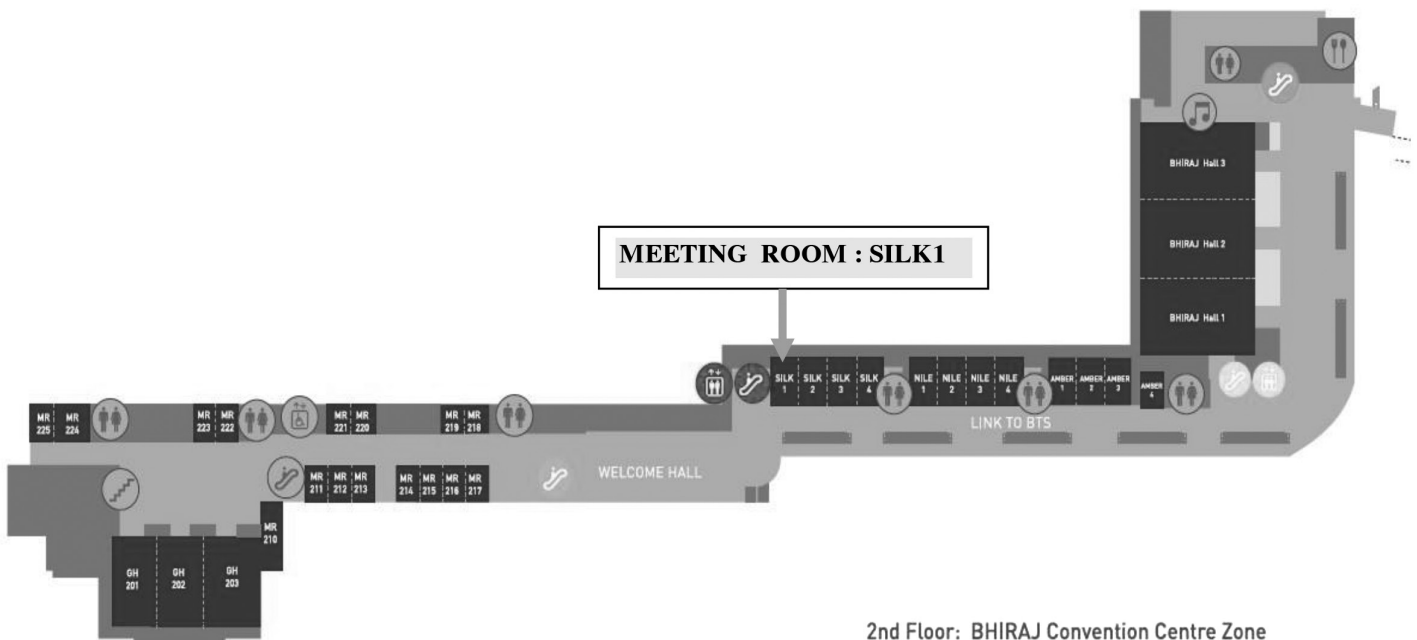 BHIRAJ Hall 3
BHIRAJ Hall 2
MEETING ROOM : SILK1
BHIRAJ Hall 1
SILK
1
SILK
2
SILK
3
SILK
4
NILE
1
NILE
2
NILE
3
NILE
4
AMBER
1
AMBER
2
AMBER
3
AMBER
4
LINK TO BTS
MR
225
MR
224
MR
223
MR
222
MR
221
MR
220
MR
219
MR
218
WELCOME HALL
MR
211
MR
212
MR
213
MR
214
MR
215
MR
216
MR
217
MR
210
GH
201
GH
202
GH
203
2nd Floor: BHIRAJ Convention Centre Zone